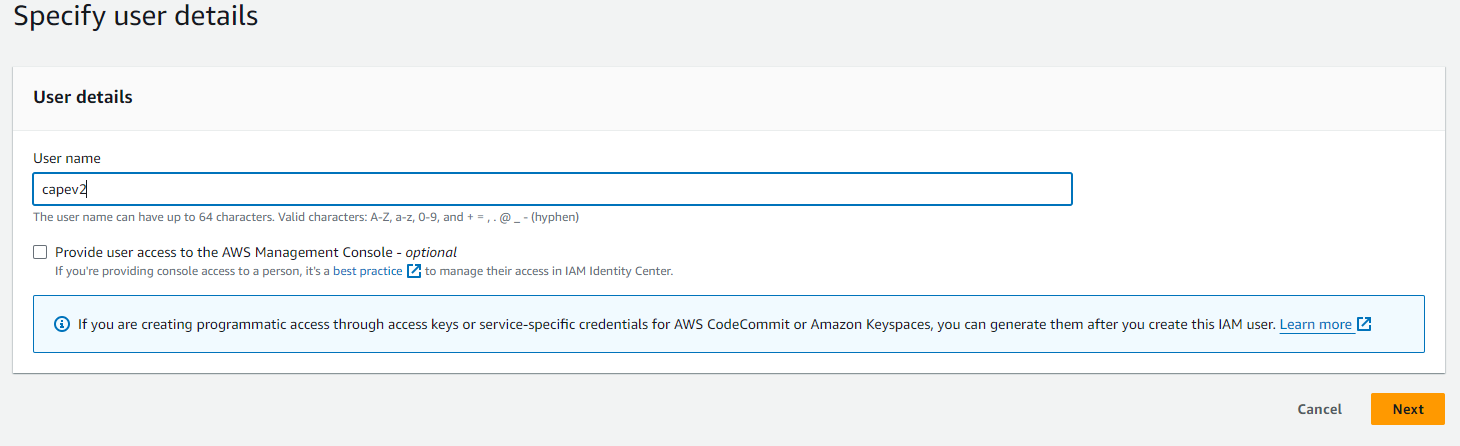 Specify user details
User details
User name
capev2
The user name can have up to 64 characters. Valid characters: A-Z, a-z, 0-9, and + = , . @ _ - (hyphen)
Provide user access to the AWS Management Console - optional
If you're providing console access to a person, it's a best practice to manage their access in IAM Identity Center.
If you are creating programmatic access through access keys or service-specific credentials for AWS CodeCommit or Amazon Keyspaces, you can generate them after you create this IAM user. Learn more
Cancel Next